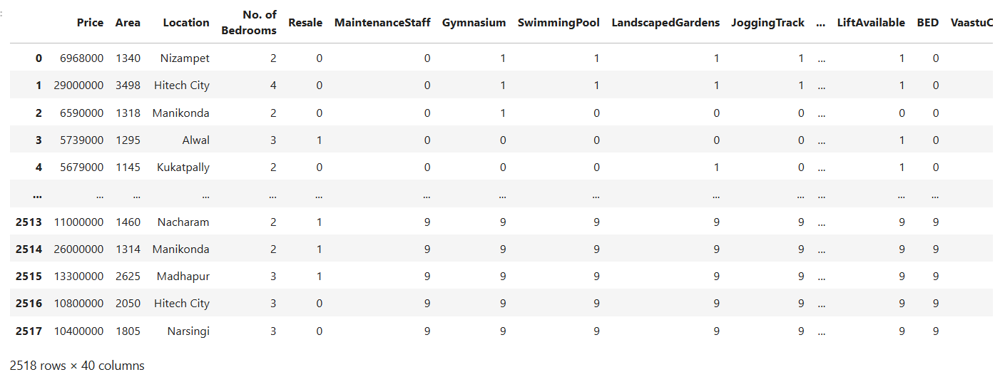 Price Area Location No. of Bedrooms Resale MaintenanceStaff Gymnasium SwimmingPool LandscapedGardens JoggingTrack ... LiftAvailable BED VaastuC
0 6968000 1340 Nizampet 2 0 0 1 1 1 1 ... 1 0
1 29000000 3498 Hitech City 4 0 0 1 1 1 1 ... 1 0
2 6590000 1318 Manikonda 2 0 0 1 0 0 0 ... 0 0
3 5739000 1295 Alwal 3 1 0 0 0 0 0 ... 1 0
4 5679000 1145 Kukatpally 2 0 0 0 0 1 0 ... 1 0
... ... ... ... ... ... ... ... ... ... ... ... ... ...
2513 11000000 1460 Nacharam 2 1 9 9 9 9 9 ... 9 9
2514 26000000 1314 Manikonda 2 1 9 9 9 9 9 ... 9 9
2515 13300000 2625 Madhapur 3 1 9 9 9 9 9 ... 9 9
2516 10800000 2050 Hitech City 3 0 9 9 9 9 9 ... 9 9
2517 10400000 1805 Narsingi 3 0 9 9 9 9 9 ... 9 9
2518 rows × 40 columns